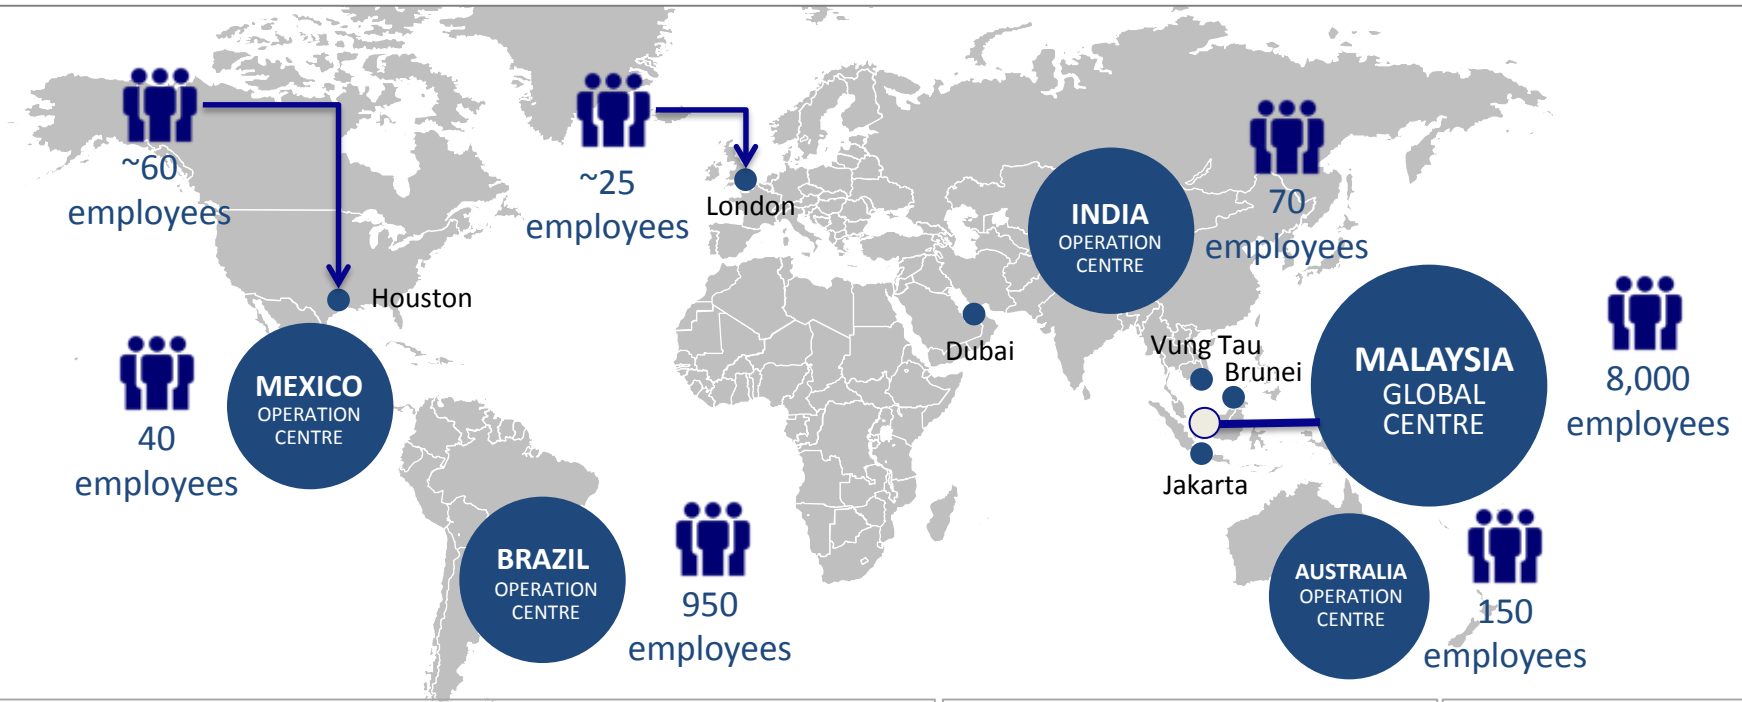 ~60
employees
~25
employees
London
INDIA
OPERATION
CENTRE
70
employees
Houston
MEXICO
OPERATION
CENTRE
40
employees
Dubai
Vung Tau
Brunei
Jakarta
MALAYSIA
GLOBAL
CENTRE
8,000
employees
BRAZIL
OPERATION
CENTRE
950
employees
AUSTRALIA
OPERATION
CENTRE
150
employees